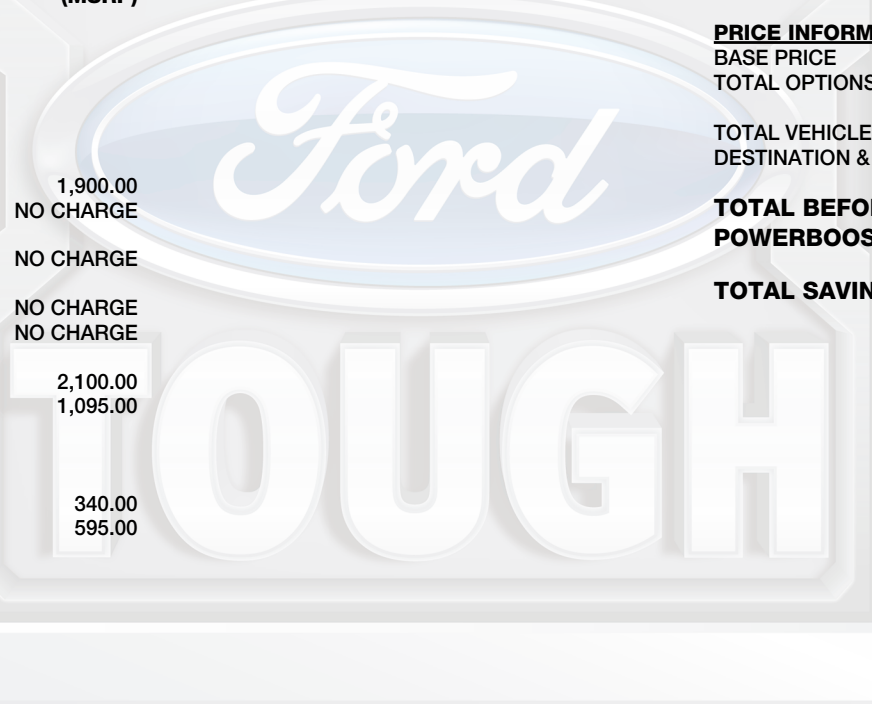 (MSRP)
1,900.00
NO CHARGE
NO CHARGE
NO CHARGE
NO CHARGE
2,100.00
1,095.00
340.00
595.00
PRICE INFORM
BASE PRICE
TOTAL OPTIONS
TOTAL VEHICLE
DESTINATION &
TOTAL BEFO
POWERBOOS
TOTAL SAVIN
Ford
TOUGH